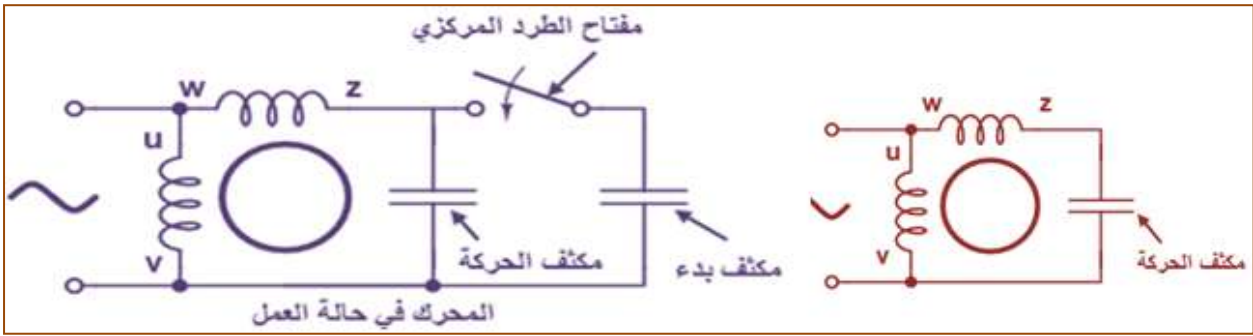 مفتاح الطرد المركزي
w z
u
v
مكثف الحركة
مكثف بدء
المحرك في حالة العمل
w z
u
v
مكثف الحركة